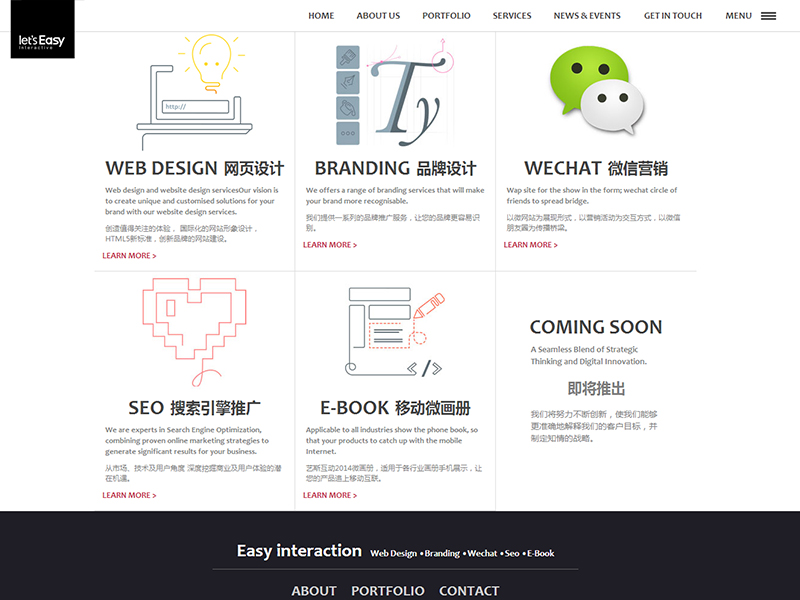 let's Easy
Interactive
HOME
ABOUT US
PORTFOLIO
SERVICES
NEWS & EVENTS
GET IN TOUCH
MENU
http://
Ty
WEB DESIGN 网页设计
Web design and website design servicesOur vision is
to create unique and customised solutions for your
brand with our website design services.
创造值得关注的体验， 国际化的网站形象设计，
HTML5新标准，创新品牌的网站建设。
LEARN MORE >
BRANDING 品牌设计
We offers a range of branding services that will make
your brand more recognisable.
我们提供一系列的品牌推广服务，让您的品牌更容易识
别。
LEARN MORE >
WECHAT 微信营销
Wap site for the show in the form; wechat circle of
friends to spread bridge.
以微网站为展现形式，以营销活动为交互方式，以微信
朋友圈为传播桥梁。
LEARN MORE >
SEO 搜索引擎推广
We are experts in Search Engine Optimization,
combining proven online marketing strategies to
generate significant results for your business.
从市场、技术及用户角度 深度挖掘商业及用户体验的潜
在机遇。
LEARN MORE >
</>
E-BOOK 移动微画册
Applicable to all industries show the phone book, so
that your products to catch up with the mobile
Internet.
艺斯互动2014微画册，适用于各行业画册手机展示，让
您的产品追上移动互联。
LEARN MORE >
COMING SOON
A Seamless Blend of Strategic
Thinking and Digital Innovation.
即将推出
我们将努力不断创新，使我们能够
更准确地解释我们的客户目标，并
制定知情的战略。
Easy interaction Web Design •Branding •Wechat •Seo •E-Book
ABOUT PORTFOLIO CONTACT